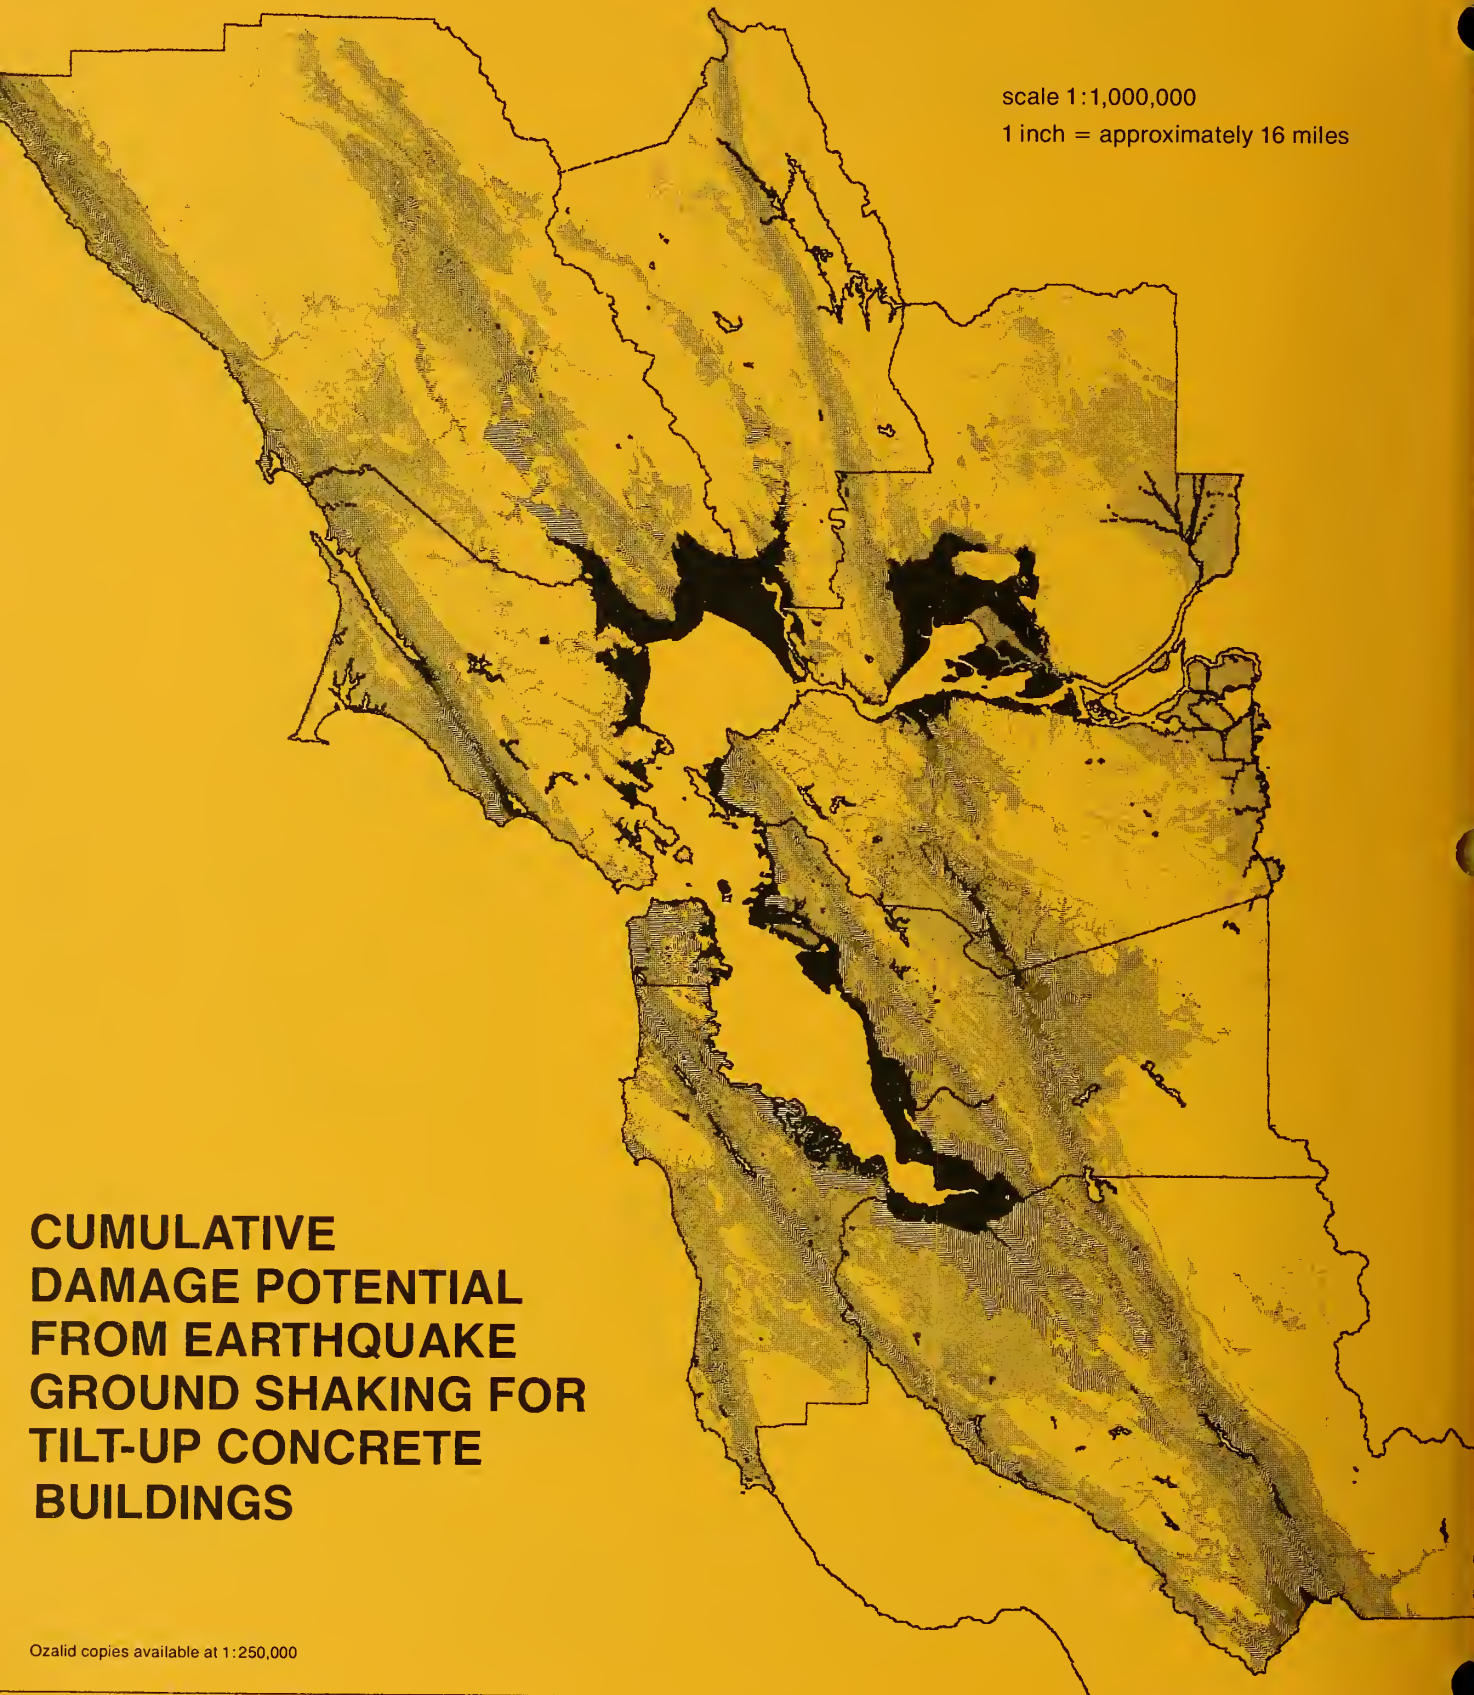 scale 1:1,000,000
1 inch = approximately 16 miles
CUMULATIVE
DAMAGE POTENTIAL
FROM EARTHQUAKE
GROUND SHAKING FOR
TILT-UP CONCRETE
BUILDINGS
Ozalid copies available at 1:250,000